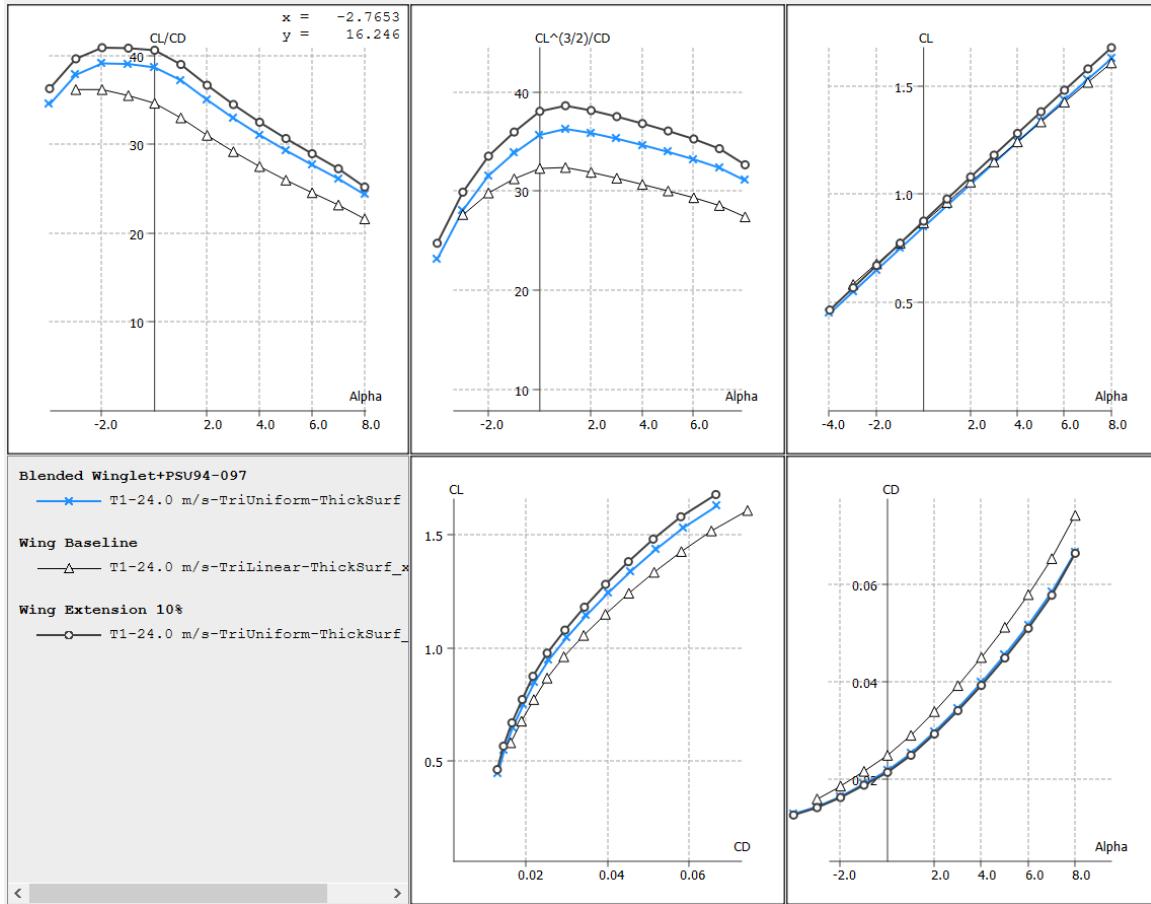 x = -2.7653
y = 16.246
CL/CD
40
30
20
10
Alpha
-2.0 2.0 4.0 6.0 8.0
CL^(3/2)/CD
40
30
20
10
Alpha
-2.0 2.0 4.0 6.0
CL
1.5
1.0
0.5
Alpha
-4.0 -2.0 2.0 4.0 6.0 8.0
Blended Winglet+PSU94-097
T1-24.0 m/s-TriUniform-ThickSurf
Wing Baseline
T1-24.0 m/s-TriLinear-ThickSurf_x
Wing Extension 10%
T1-24.0 m/s-TriUniform-ThickSurf_
CL
1.5
1.0
0.5
CD
0.02 0.04 0.06
CD
0.06
0.04
0.02
Alpha
-2.0 2.0 4.0 6.0 8.0